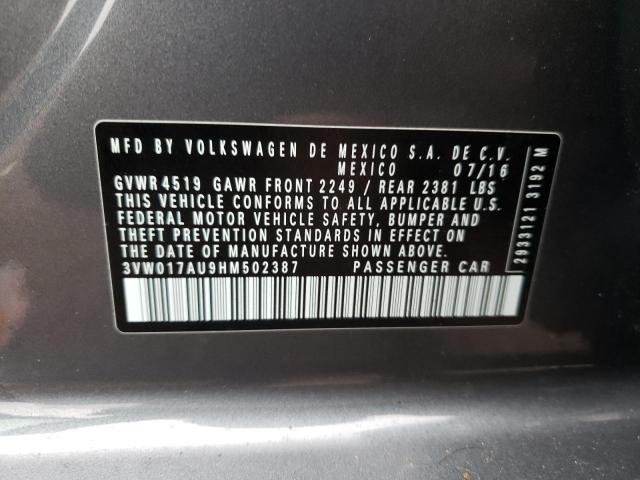 MFD BY VOLKSWAGEN DE MEXICO S.A. DE C.V.
MEXICO 07/16
GVWR 4519 GAWR FRONT 2249 / REAR 2381 LBS
THIS VEHICLE CONFORMS TO ALL APPLICABLE U.S.
FEDERAL MOTOR VEHICLE SAFETY, BUMPER AND
THEFT PREVENTION STANDARDS IN EFFECT ON
THE DATE OF MANUFACTURE SHOWN ABOVE.
3VW017AU9HM502387 PASSENGER CAR
2933121 3192 M